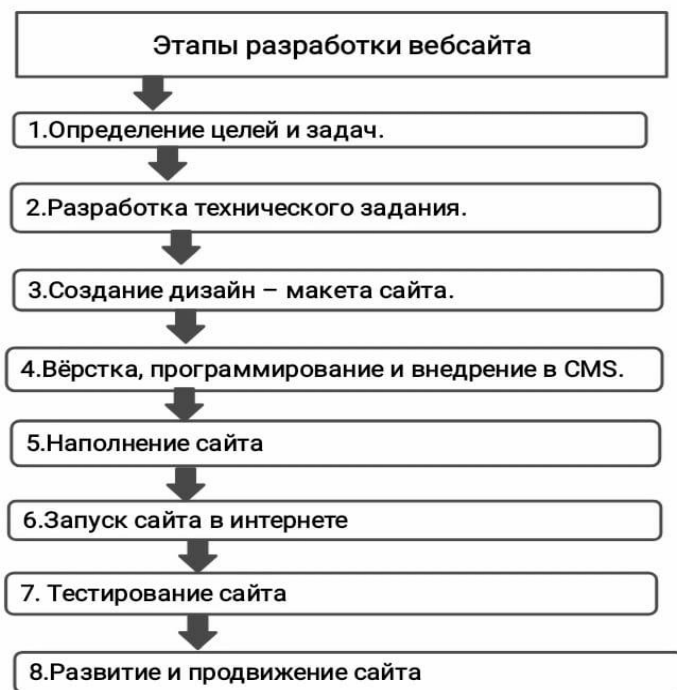 Этапы разработки вебсайта
1.Определение целей и задач.
2.Разработка технического задания.
3.Создание дизайн – макета сайта.
4.Вёрстка, программирование и внедрение в CMS.
5.Наполнение сайта
6.Запуск сайта в интернете
7. Тестирование сайта
8.Развитие и продвижение сайта